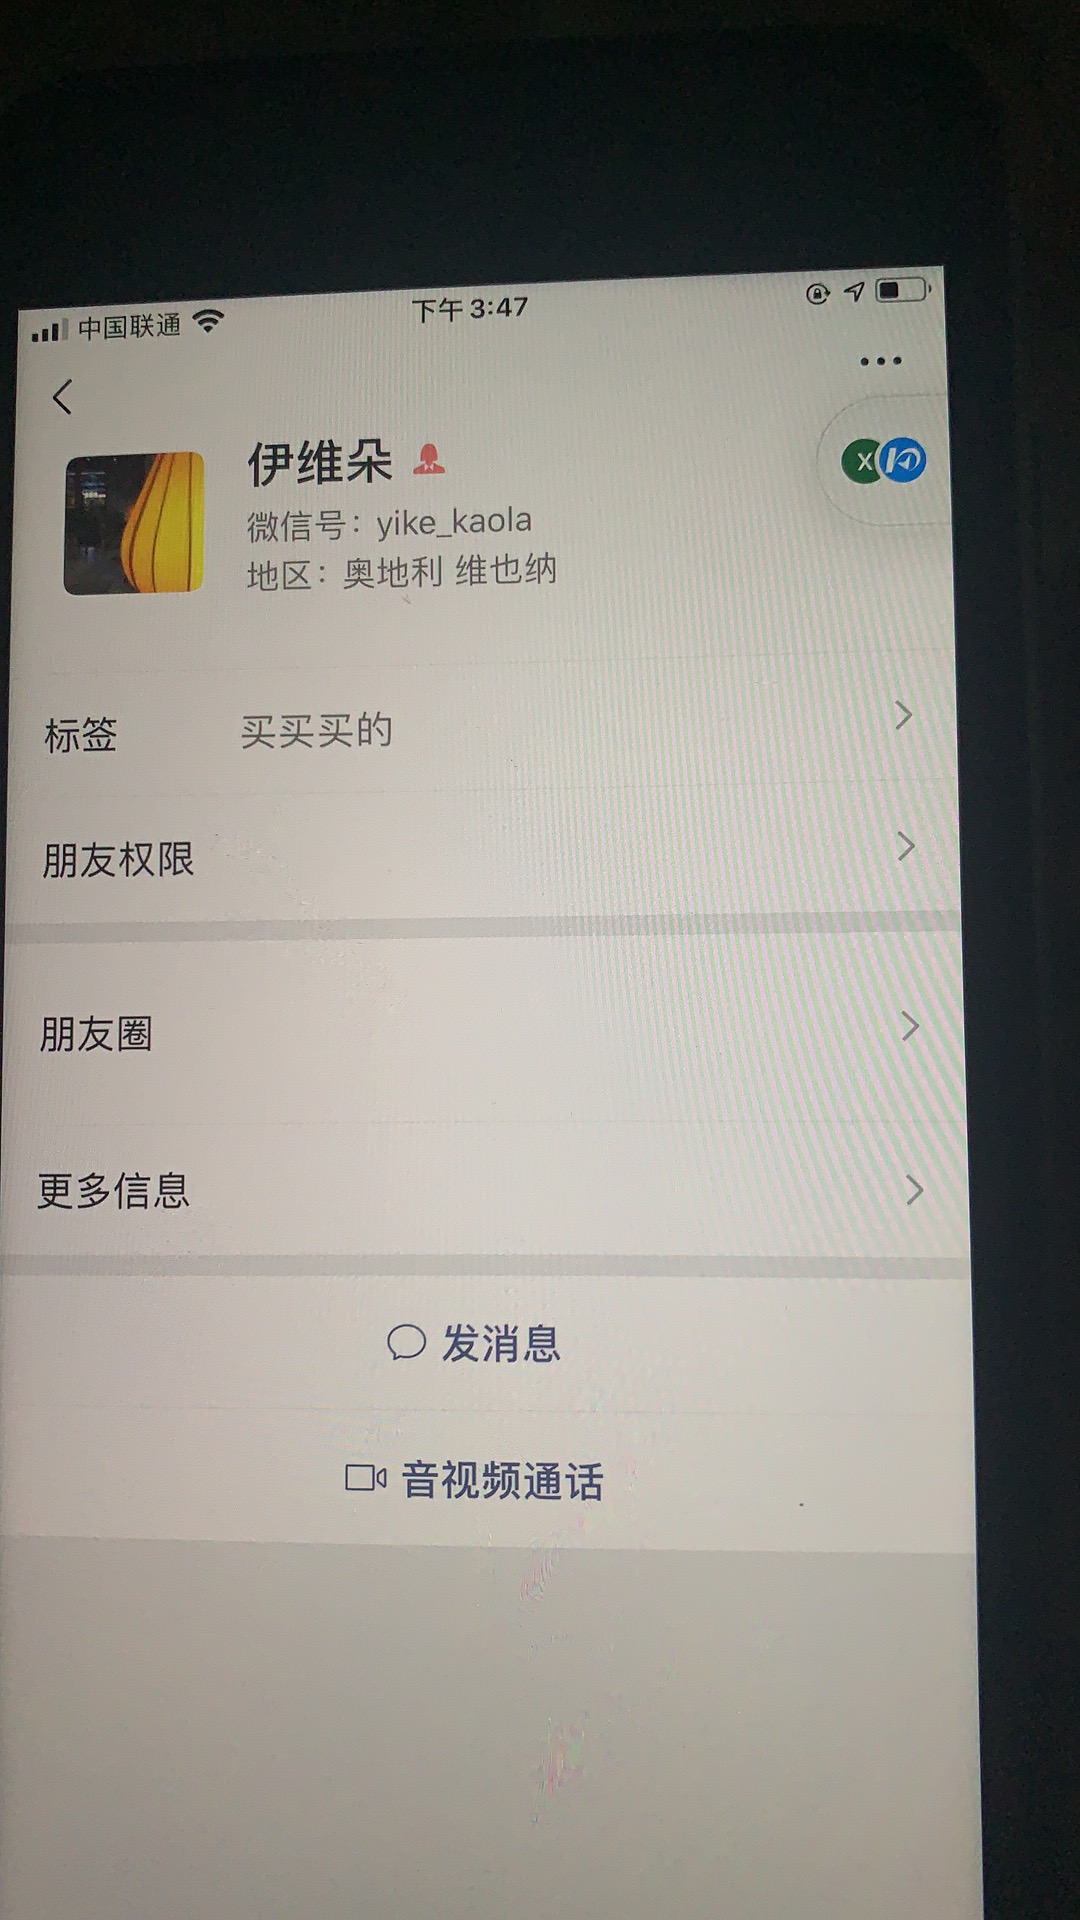 中国联通
下午3:47
伊维朵
微信号：yike_kaola
地区：奥地利 维也纳
标签 买买买的
朋友权限
朋友圈
更多信息
发消息
音视频通话